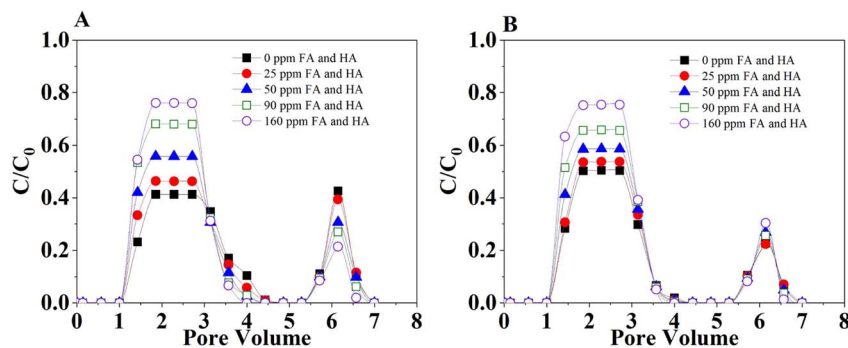 A
C/C0
1.0
0.8
0.6
0.4
0.2
0.0
0 ppm FA and HA
25 ppm FA and HA
50 ppm FA and HA
90 ppm FA and HA
160 ppm FA and HA
0 1 2 3 4 5 6 7 8
Pore Volume
B
C/C0
1.0
0.8
0.6
0.4
0.2
0.0
0 ppm FA and HA
25 ppm FA and HA
50 ppm FA and HA
90 ppm FA and HA
160 ppm FA and HA
0 1 2 3 4 5 6 7 8
Pore Volume